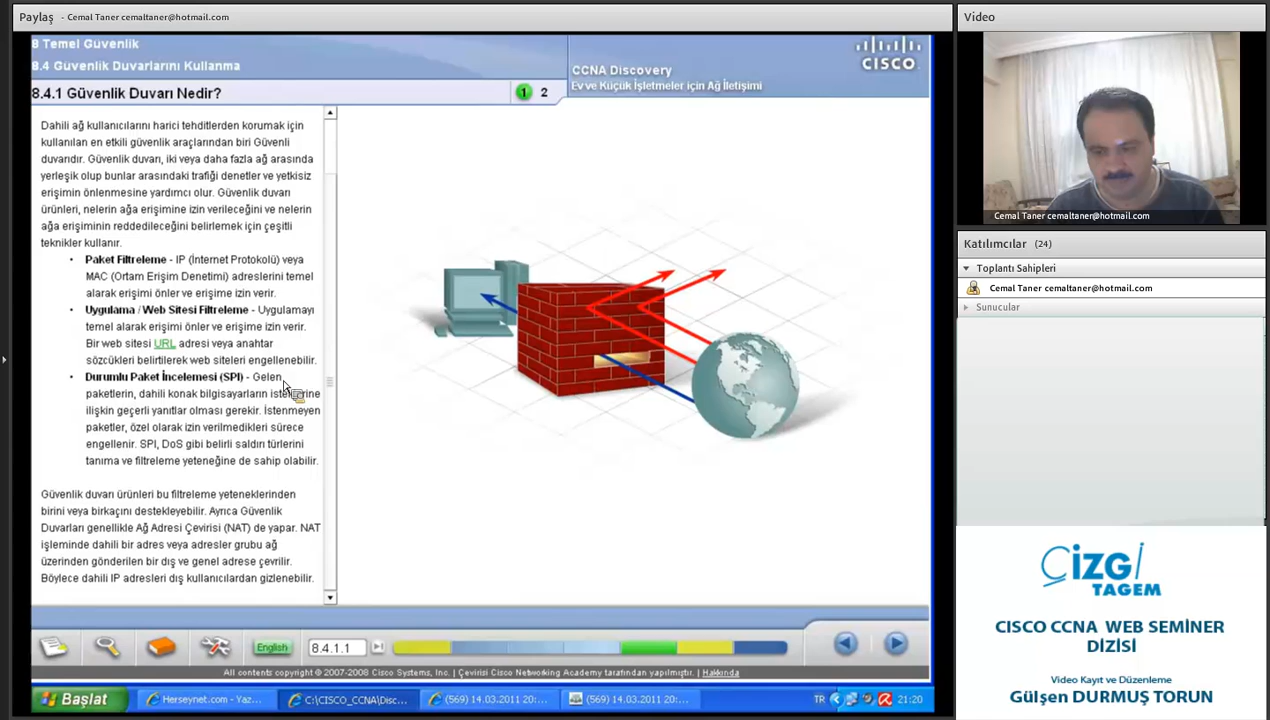 Paylaş - Cemal Taner cemaltaner@hotmail.com
8 Temel Güvenlik
8.4 Güvenlik Duvarlarını Kullanma
8.4.1 Güvenlik Duvarı Nedir?
1 2
CCNA Discovery
Ev ve Küçük İşletmeler için Ağ İletişimi
CISCO
Dahili ağ kullanıcılarını harici tehditlerden korumak için
kullanılan en etkili güvenlik araçlarından biri Güvenli
duvarıdır. Güvenlik duvarı, iki veya daha fazla ağ arasında
yerleşik olup bunlar arasındaki trafiği denetler ve yetkisiz
erişimin önlenmesine yardımcı olur. Güvenlik duvarı
ürünleri, nelerin ağa erişimine izin verileceğini ve nelerin
ağa erişiminin reddedileceğini belirlemek için çeşitli
teknikler kullanır.
• Paket Filtreleme - IP (İnternet Protokolü) veya
MAC (Ortam Erişim Denetimi) adreslerini temel
alarak erişimi önler ve erişime izin verir.
• Uygulama / Web Sitesi Filtreleme - Uygulamayı
temel alarak erişimi önler ve erişime izin verir.
Bir web sitesi URL adresi veya anahtar
sözcükleri belirtilerek web siteleri engellenebilir.
• Durumlu Paket İncelemesi (SPI) - Gelen
paketlerin, dahili konak bilgisayarların isteklerine
ilişkin geçerli yanıtlar olması gerekir. İstenmeyen
paketler, özel olarak izin verilmedikleri sürece
engellenir. SPI, DoS gibi belirli saldırı türlerini
tanıma ve filtreleme yeteneğine de sahip olabilir.
Güvenlik duvarı ürünleri bu filtreleme yeteneklerinden
birini veya birkaçını destekleyebilir. Ayrıca Güvenlik
Duvarları genellikle Ağ Adresi Çevirisi (NAT) de yapar. NAT
işleminde dahili bir adres veya adresler grubu ağ
üzerinden gönderilen bir dış ve genel adrese çevrilir.
Böylece dahili IP adresleri dış kullanıcılardan gizlenebilir.
English
8.4.1.1
All contents copyright © 2007-2008 Cisco Systems, Inc. | Çevirisi Cisco Networking Academy tarafından yapılmıştır. | Hakkında
Başlat
Herseynet.com - Yaz...
C:\CISCO_CCNA\Disc...
(569) 14.03.2011 20:...
(569) 14.03.2011 20:...
TR
21:20
Video
Cemal Taner cemaltaner@hotmail.com
Katılımcılar (24)
Toplantı Sahipleri
Cemal Taner cemaltaner@hotmail.com
Sunucular
ÇİZGİ
TAGEM
CISCO CCNA WEB SEMİNER
DİZİSİ
Video Kayıt ve Düzenleme
Gülşen DURMUŞ TORUN